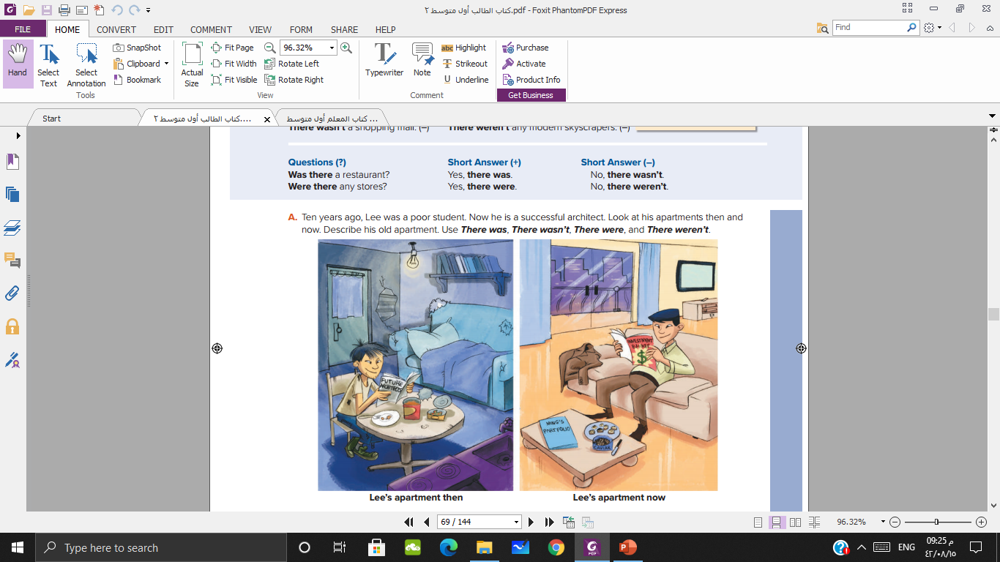 كتاب الطالب أول متوسط ٢.pdf - Foxit PhantomPDF Express
FILE HOME CONVERT EDIT COMMENT VIEW FORM SHARE HELP Find
Hand
Select Text
Select Annotation
SnapShot
Clipboard
Bookmark
Tools
Actual Size
Fit Page
Fit Width
Fit Visible
96.32%
Rotate Left
Rotate Right
View
Typewriter
Note
abc Highlight
Strikeout
U Underline
Comment
Purchase
Activate
Product Info
Get Business
Start كتاب الطالب أول متوسط ٢.... كتاب المعلم أول متوسط ...
There wasn't a shopping mall. (–) There weren't any modern skyscrapers. (–)
Questions (?) Short Answer (+) Short Answer (–)
Was there a restaurant? Yes, there was. No, there wasn't.
Were there any stores? Yes, there were. No, there weren't.
A. Ten years ago, Lee was a poor student. Now he is a successful architect. Look at his apartments then and
now. Describe his old apartment. Use There was, There wasn't, There were, and There weren't.
FUTURE
ARCHITECTS
INVESTMENT
BANKER
$
MING'S
PORTFOLIO
CAVIAR
Lee's apartment then Lee's apartment now
69 / 144 96.32%
Type here to search ENG
09:25 م
٤٢/٠٨/١٥